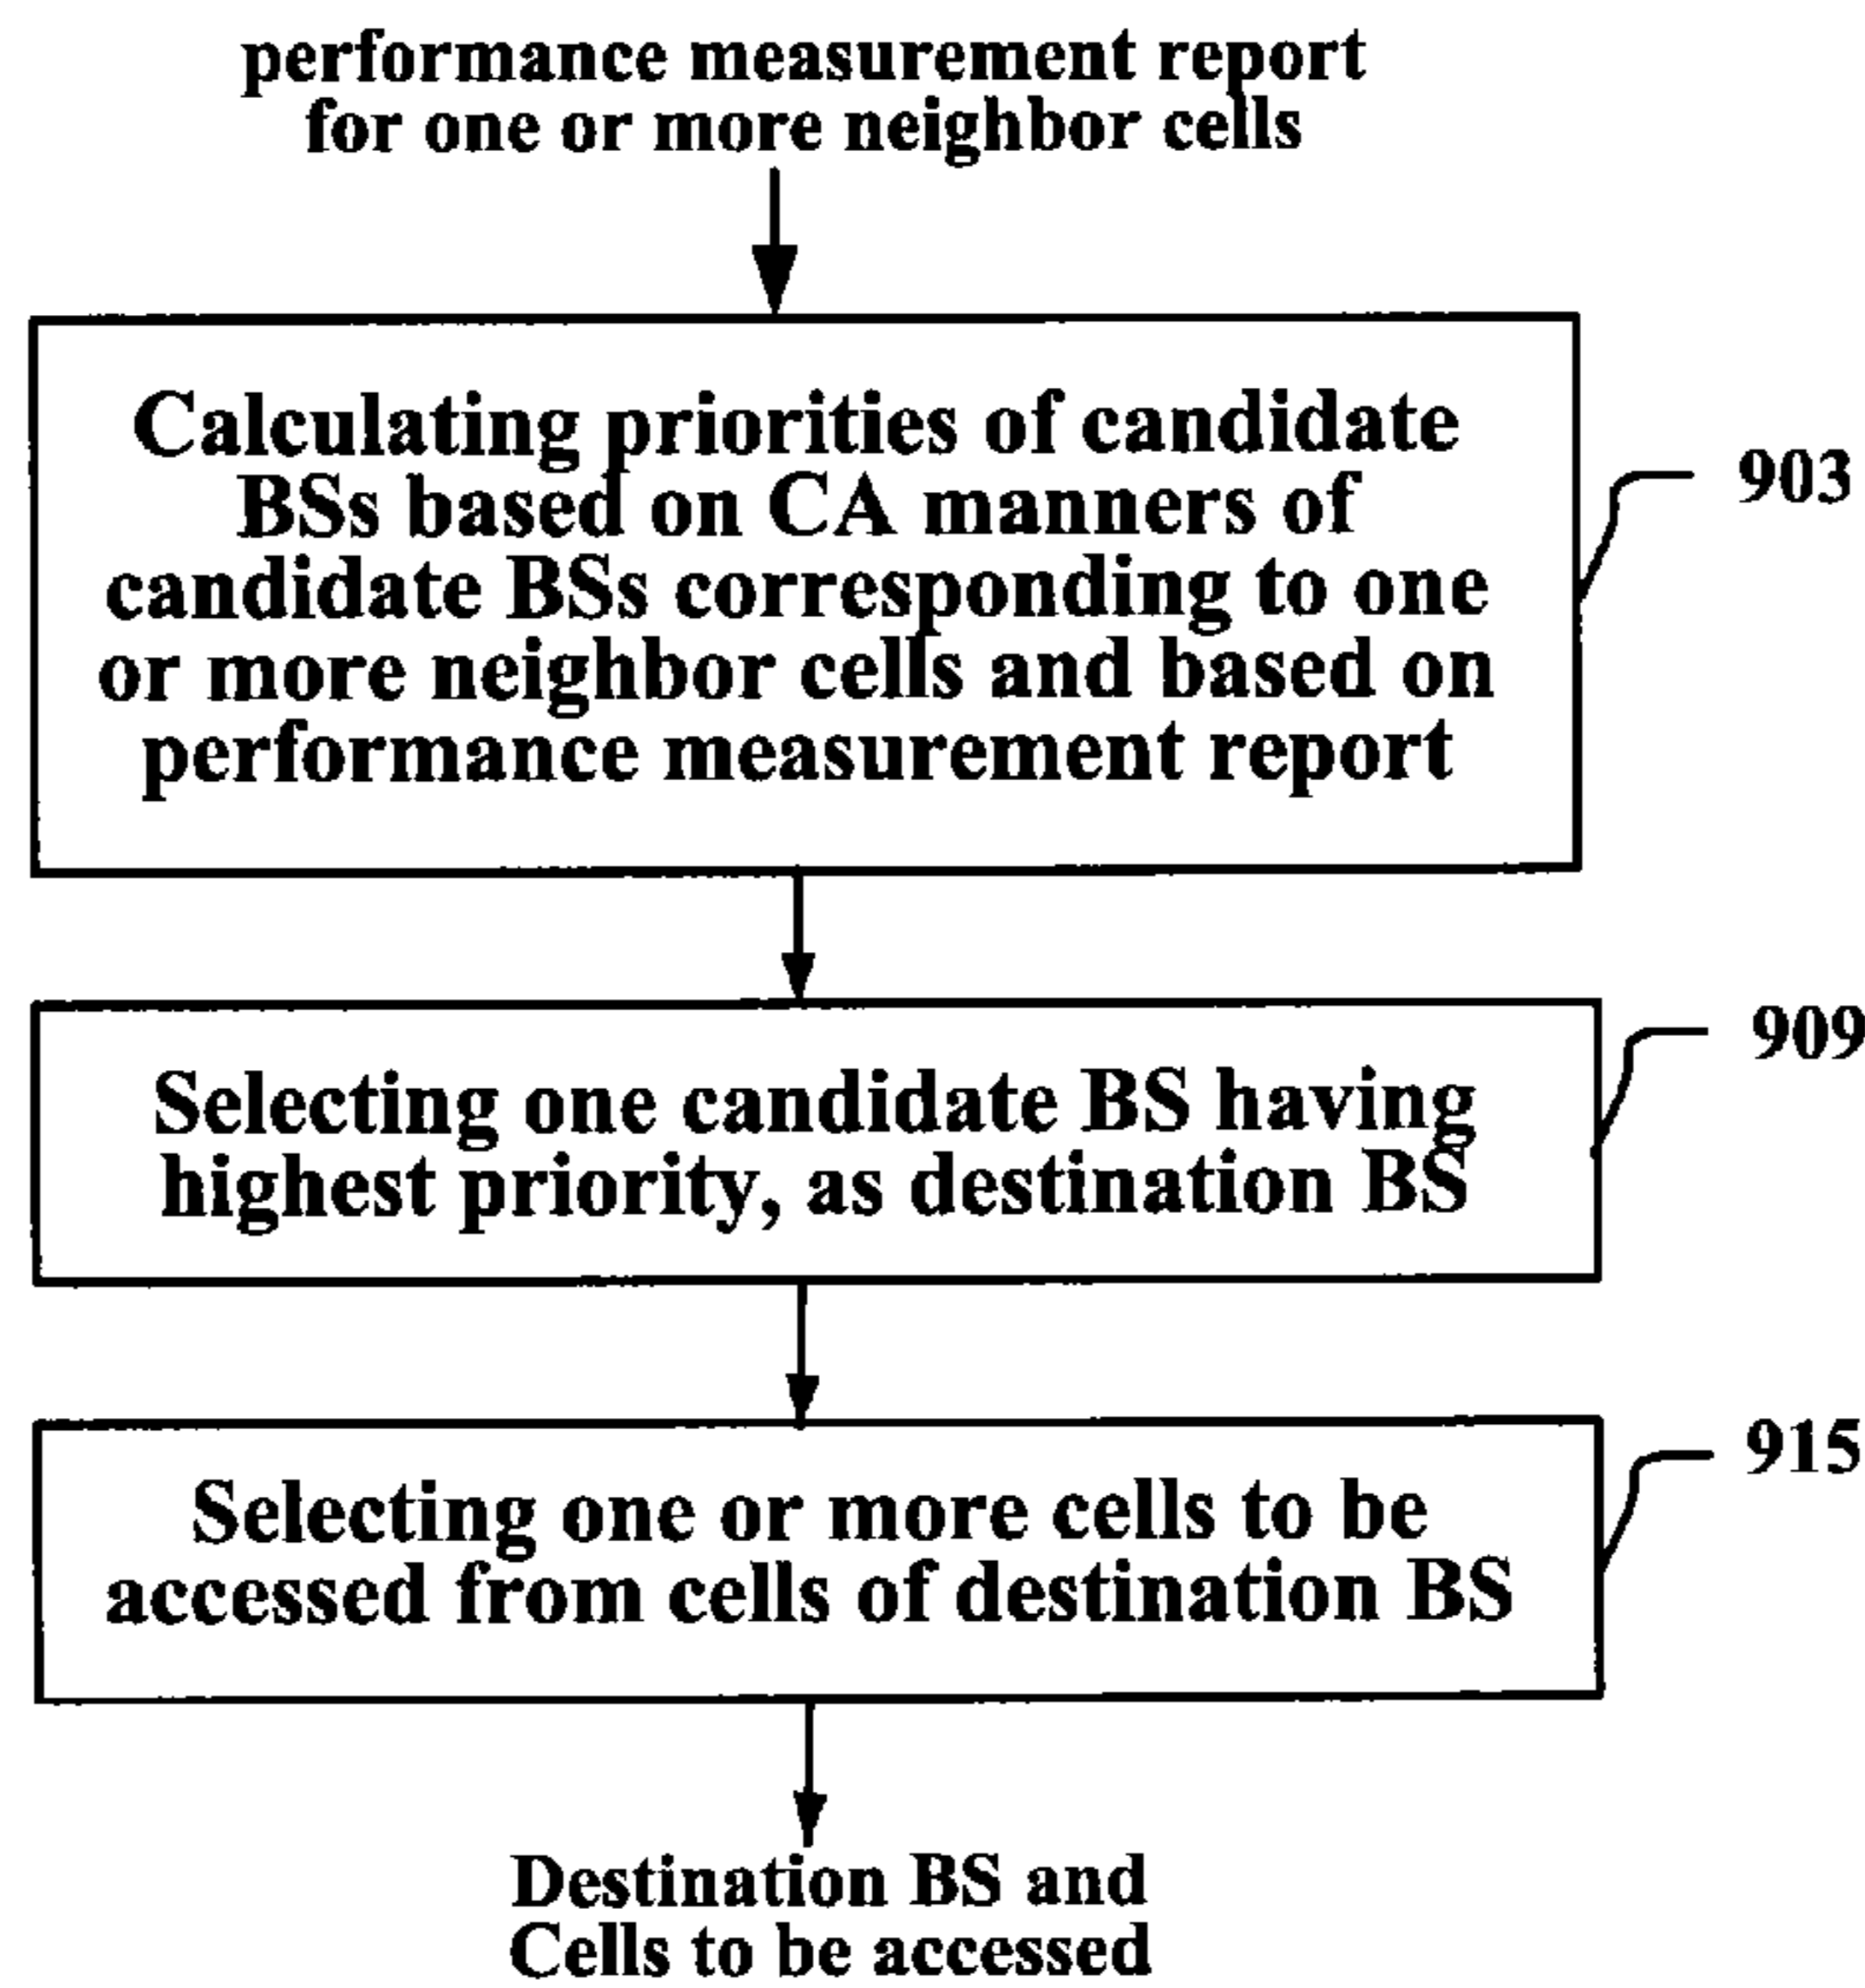 performance measurement report
for one or more neighbor cells
Calculating priorities of candidate
BSs based on CA manners of
candidate BSs corresponding to one
or more neighbor cells and based on
performance measurement report
903
Selecting one candidate BS having
highest priority, as destination BS
909
Selecting one or more cells to be
accessed from cells of destination BS
915
Destination BS and
Cells to be accessed